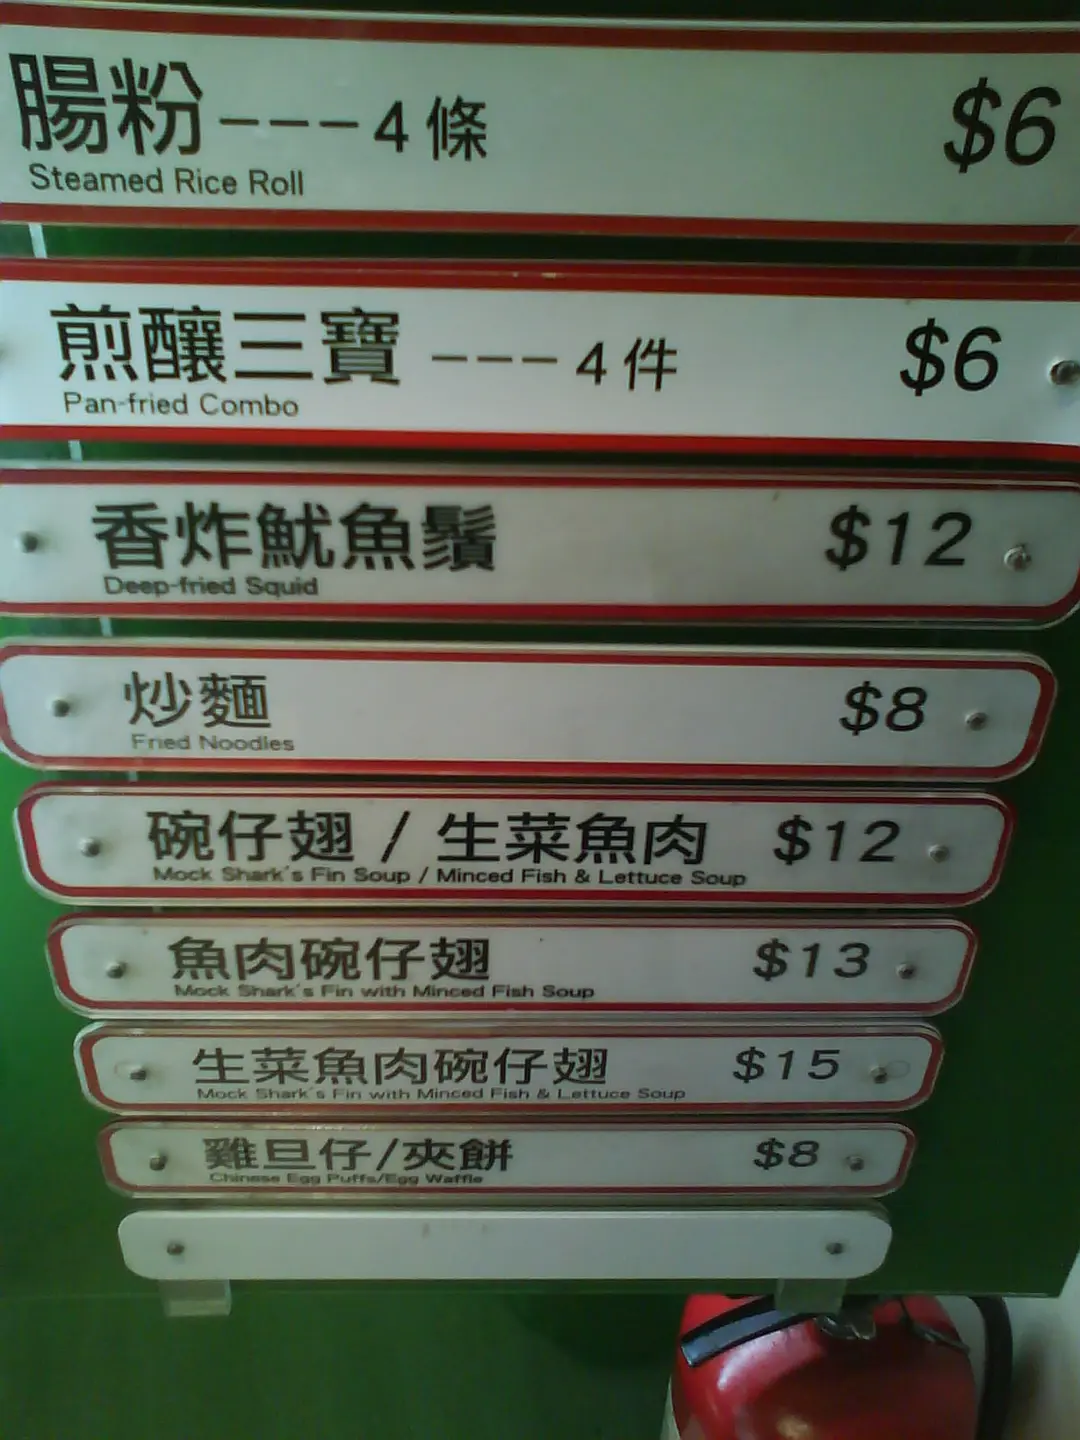 腸粉---4條 $6
Steamed Rice Roll
煎釀三寶---4件 $6
Pan-fried Combo
香炸魷魚鬚 $12
Deep-fried Squid
炒麵 $8
Fried Noodles
碗仔翅 / 生菜魚肉 $12
Mock Shark's Fin Soup / Minced Fish & Lettuce Soup
魚肉碗仔翅 $13
Mock Shark's Fin with Minced Fish Soup
生菜魚肉碗仔翅 $15
Mock Shark's Fin with Minced Fish & Lettuce Soup
雞旦仔/夾餅 $8
Chinese Egg Puffs/Egg Waffle